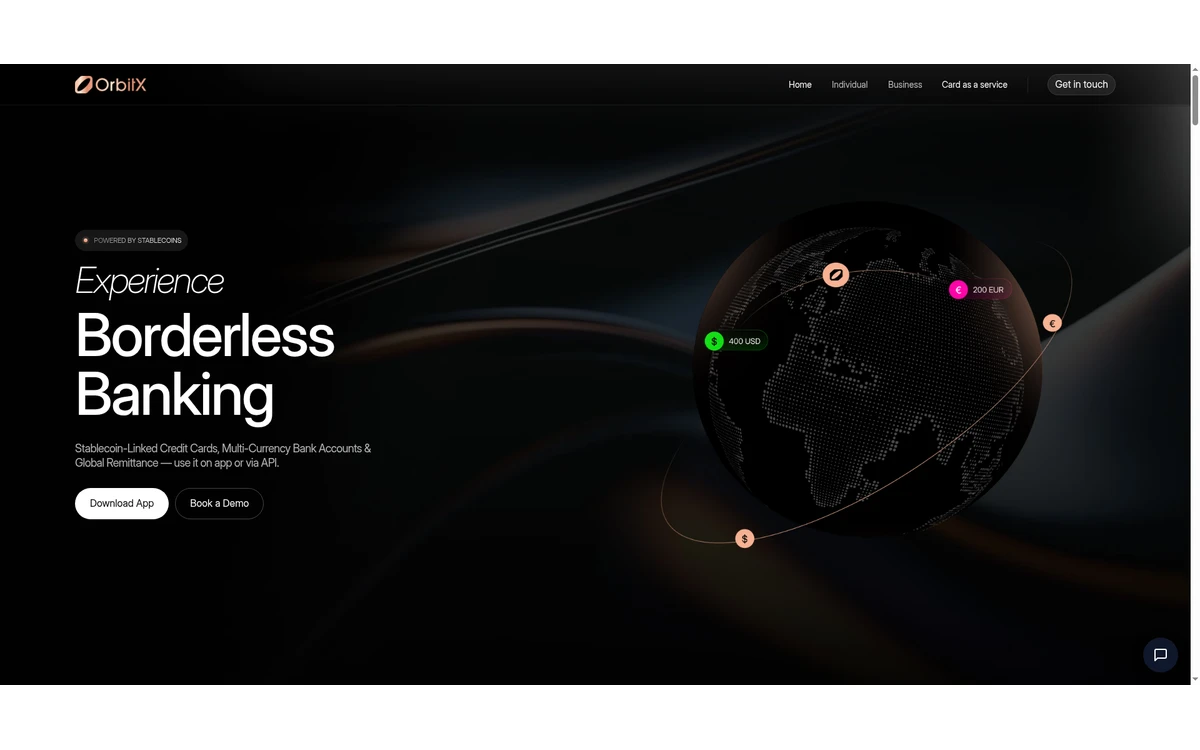 OrbitX
Home Individual Business Card as a service Get in touch
POWERED BY STABLECOINS
Experience
Borderless
Banking
Stablecoin-Linked Credit Cards, Multi-Currency Bank Accounts &
Global Remittance — use it on app or via API.
Download App Book a Demo
€ 200 EUR
€
$ 400 USD
$